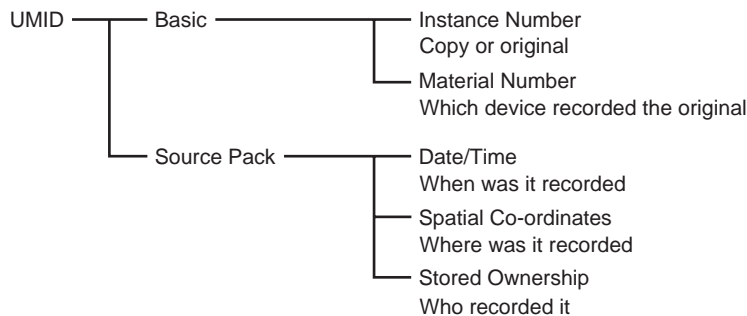 UMID
Basic
Instance Number
Copy or original
Material Number
Which device recorded the original
Source Pack
Date/Time
When was it recorded
Spatial Co-ordinates
Where was it recorded
Stored Ownership
Who recorded it